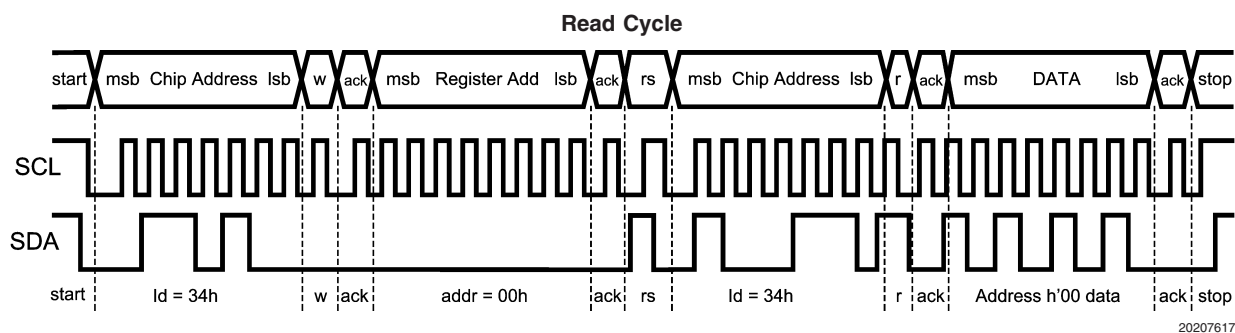 Read Cycle
start msb Chip Address lsb w ack msb Register Add lsb ack rs msb Chip Address lsb r ack msb DATA lsb ack stop
SCL
SDA
start Id = 34h w ack addr = 00h ack rs Id = 34h r ack Address h'00 data ack stop
20207617